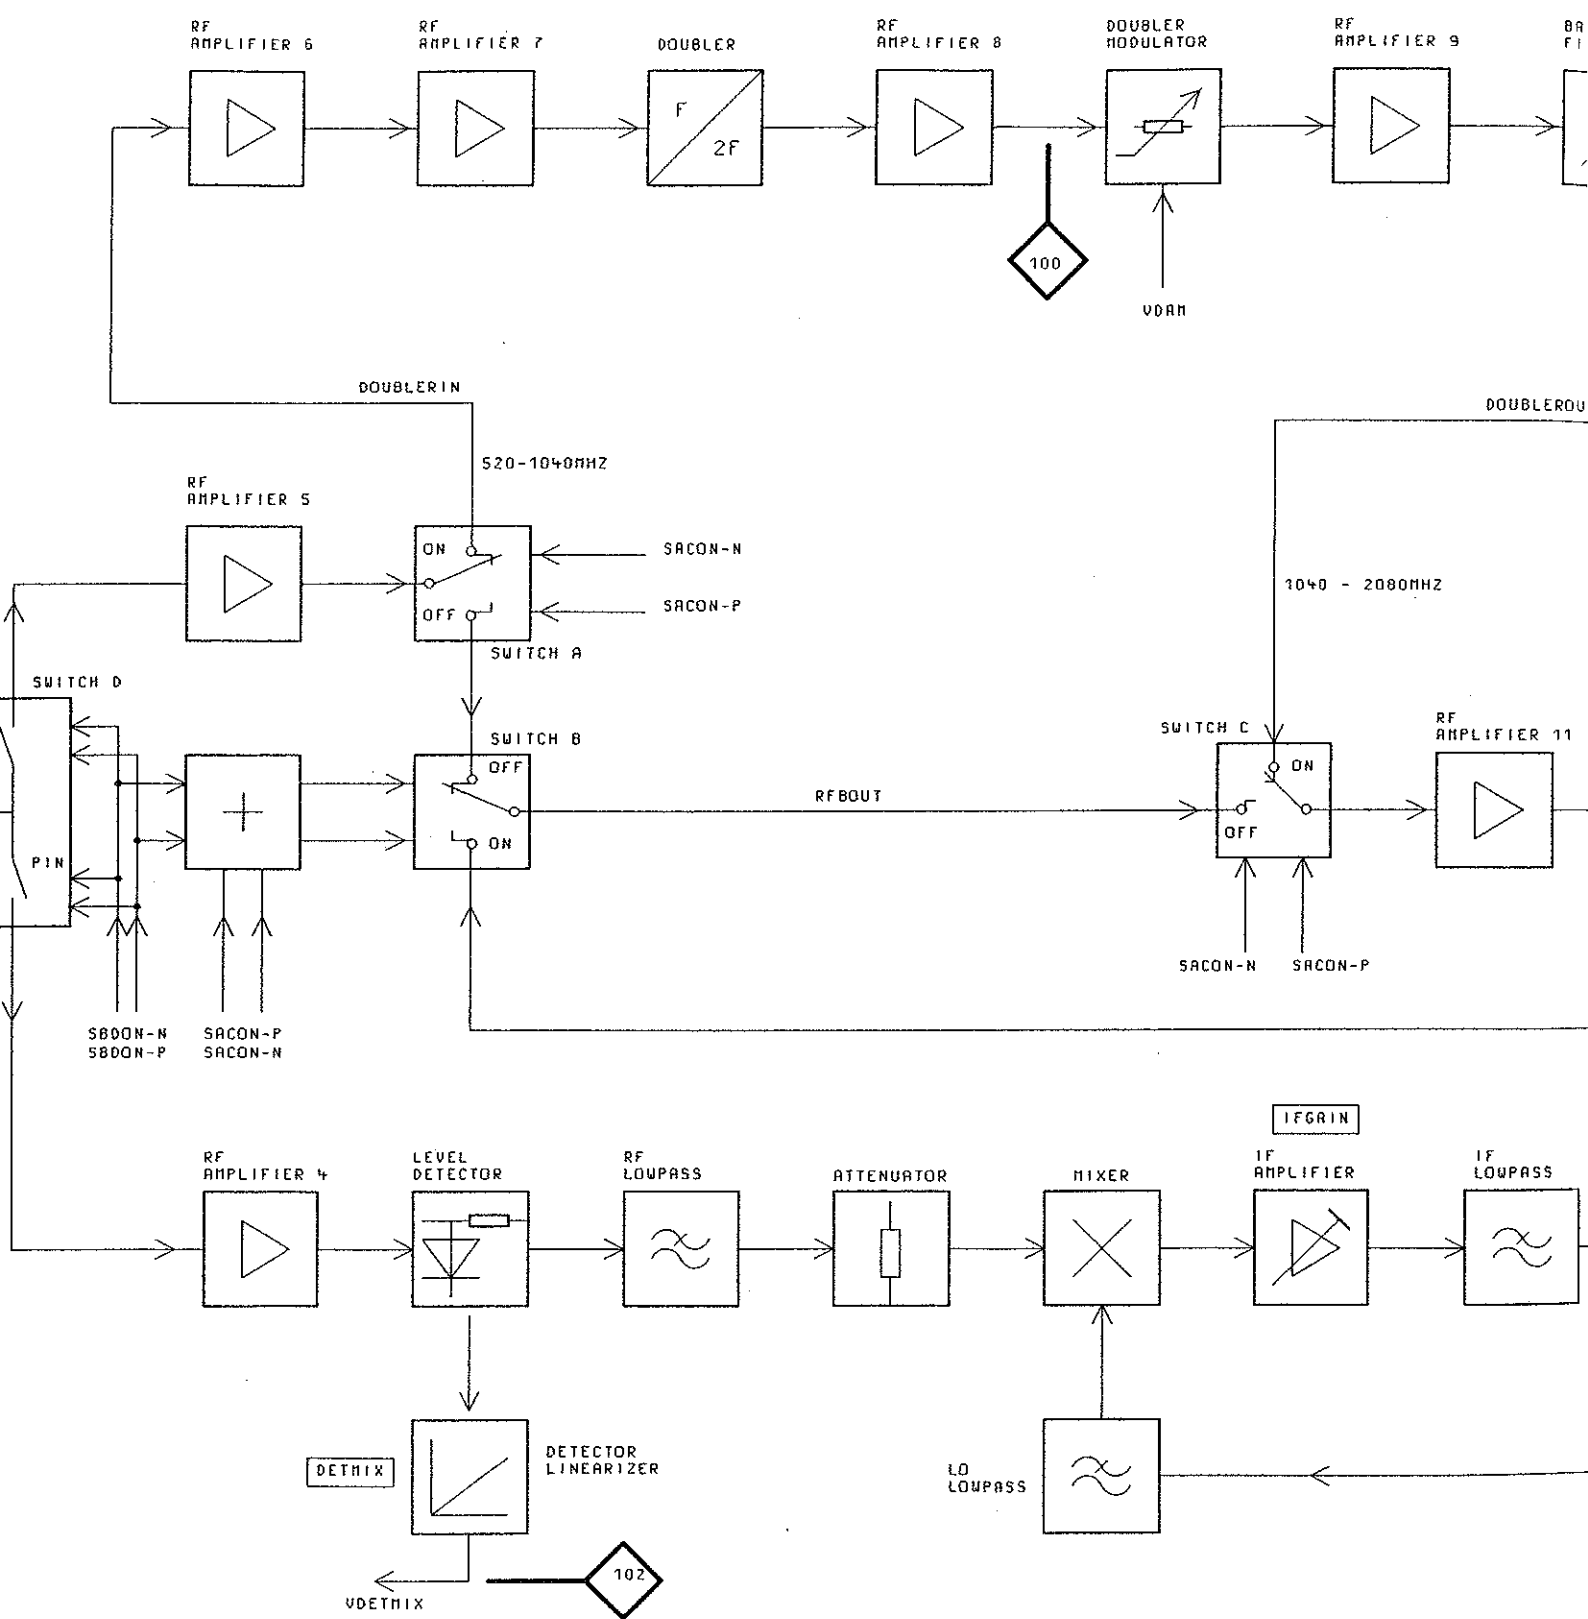 RF
AMPLIFIER 6
RF
AMPLIFIER 7
DOUBLER
RF
AMPLIFIER 8
DOUBLER
MODULATOR
RF
AMPLIFIER 9
BA
FI
F
2F
100
VDAM
DOUBLERIN
DOUBLEROU
520-1040MHZ
RF
AMPLIFIER 5
ON
OFF
SACON-N
SACON-P
1040 - 2080MHZ
SWITCH A
SWITCH D
SWITCH B
SWITCH C
RF
AMPLIFIER 11
OFF
ON
RFBOUT
ON
OFF
PIN
SACON-N
SACON-P
SBDON-N
SBDON-P
SACON-P
SACON-N
IFGAIN
RF
AMPLIFIER 4
LEVEL
DETECTOR
RF
LOWPASS
ATTENUATOR
MIXER
IF
AMPLIFIER
IF
LOWPASS
DETMIX
DETECTOR
LINEARIZER
LO
LOWPASS
102
VDETMIX